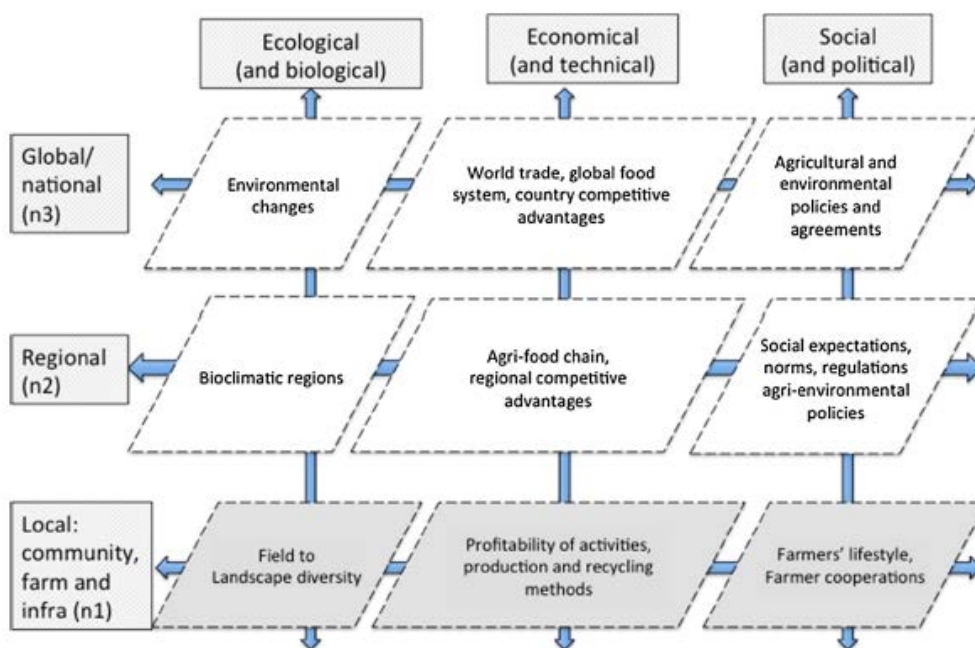 Ecological
(and biological)
Economical
(and technical)
Social
(and political)
Global/
national
(n3)
Environmental
changes
World trade, global food
system, country competitive
advantages
Agricultural and
environmental
policies and
agreements
Regional
(n2)
Bioclimatic regions
Agri-food chain,
regional competitive
advantages
Social expectations,
norms, regulations
agri-environmental
policies
Local:
community,
farm and
infra (n1)
Field to
Landscape diversity
Profitability of activities,
production and recycling
methods
Farmers' lifestyle,
Farmer cooperations